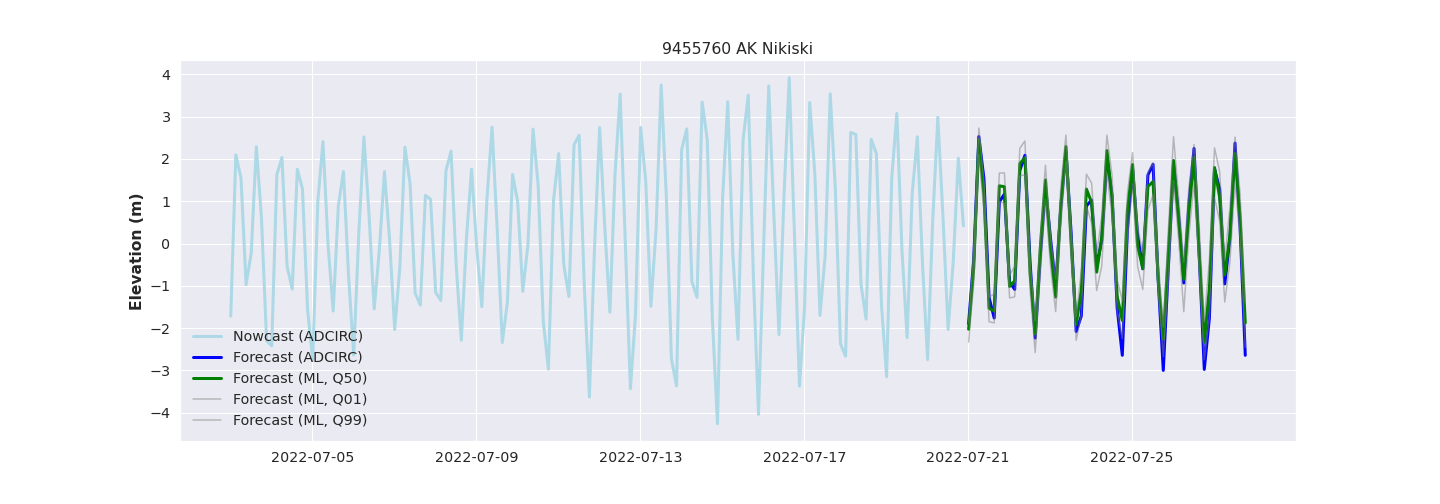 9455760 AK Nikiski
Elevation (m)
4
3
2
1
0
−1
−2
−3
−4
Nowcast (ADCIRC)
Forecast (ADCIRC)
Forecast (ML, Q50)
Forecast (ML, Q01)
Forecast (ML, Q99)
2022-07-05 2022-07-09 2022-07-13 2022-07-17 2022-07-21 2022-07-25